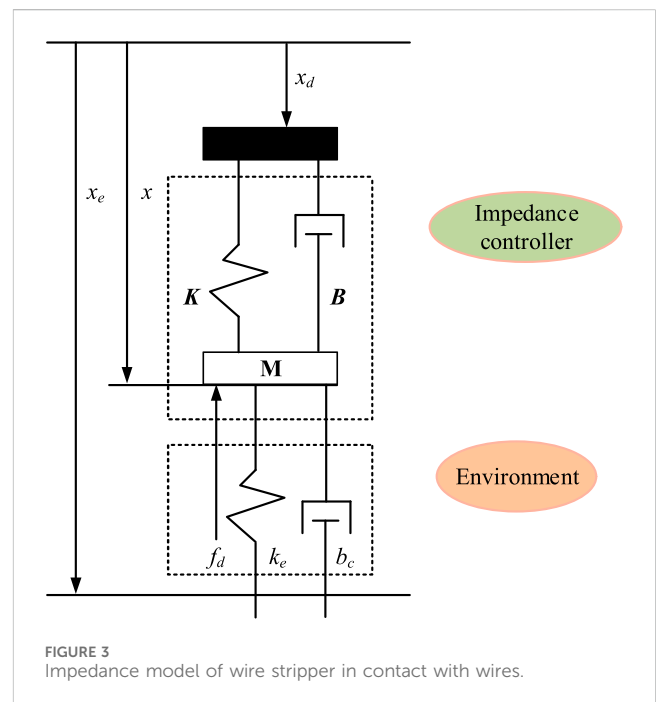 x_d
x_e
x
Impedance
controller
K
B
M
Environment
f_d
k_e
b_c
FIGURE 3
Impedance model of wire stripper in contact with wires.